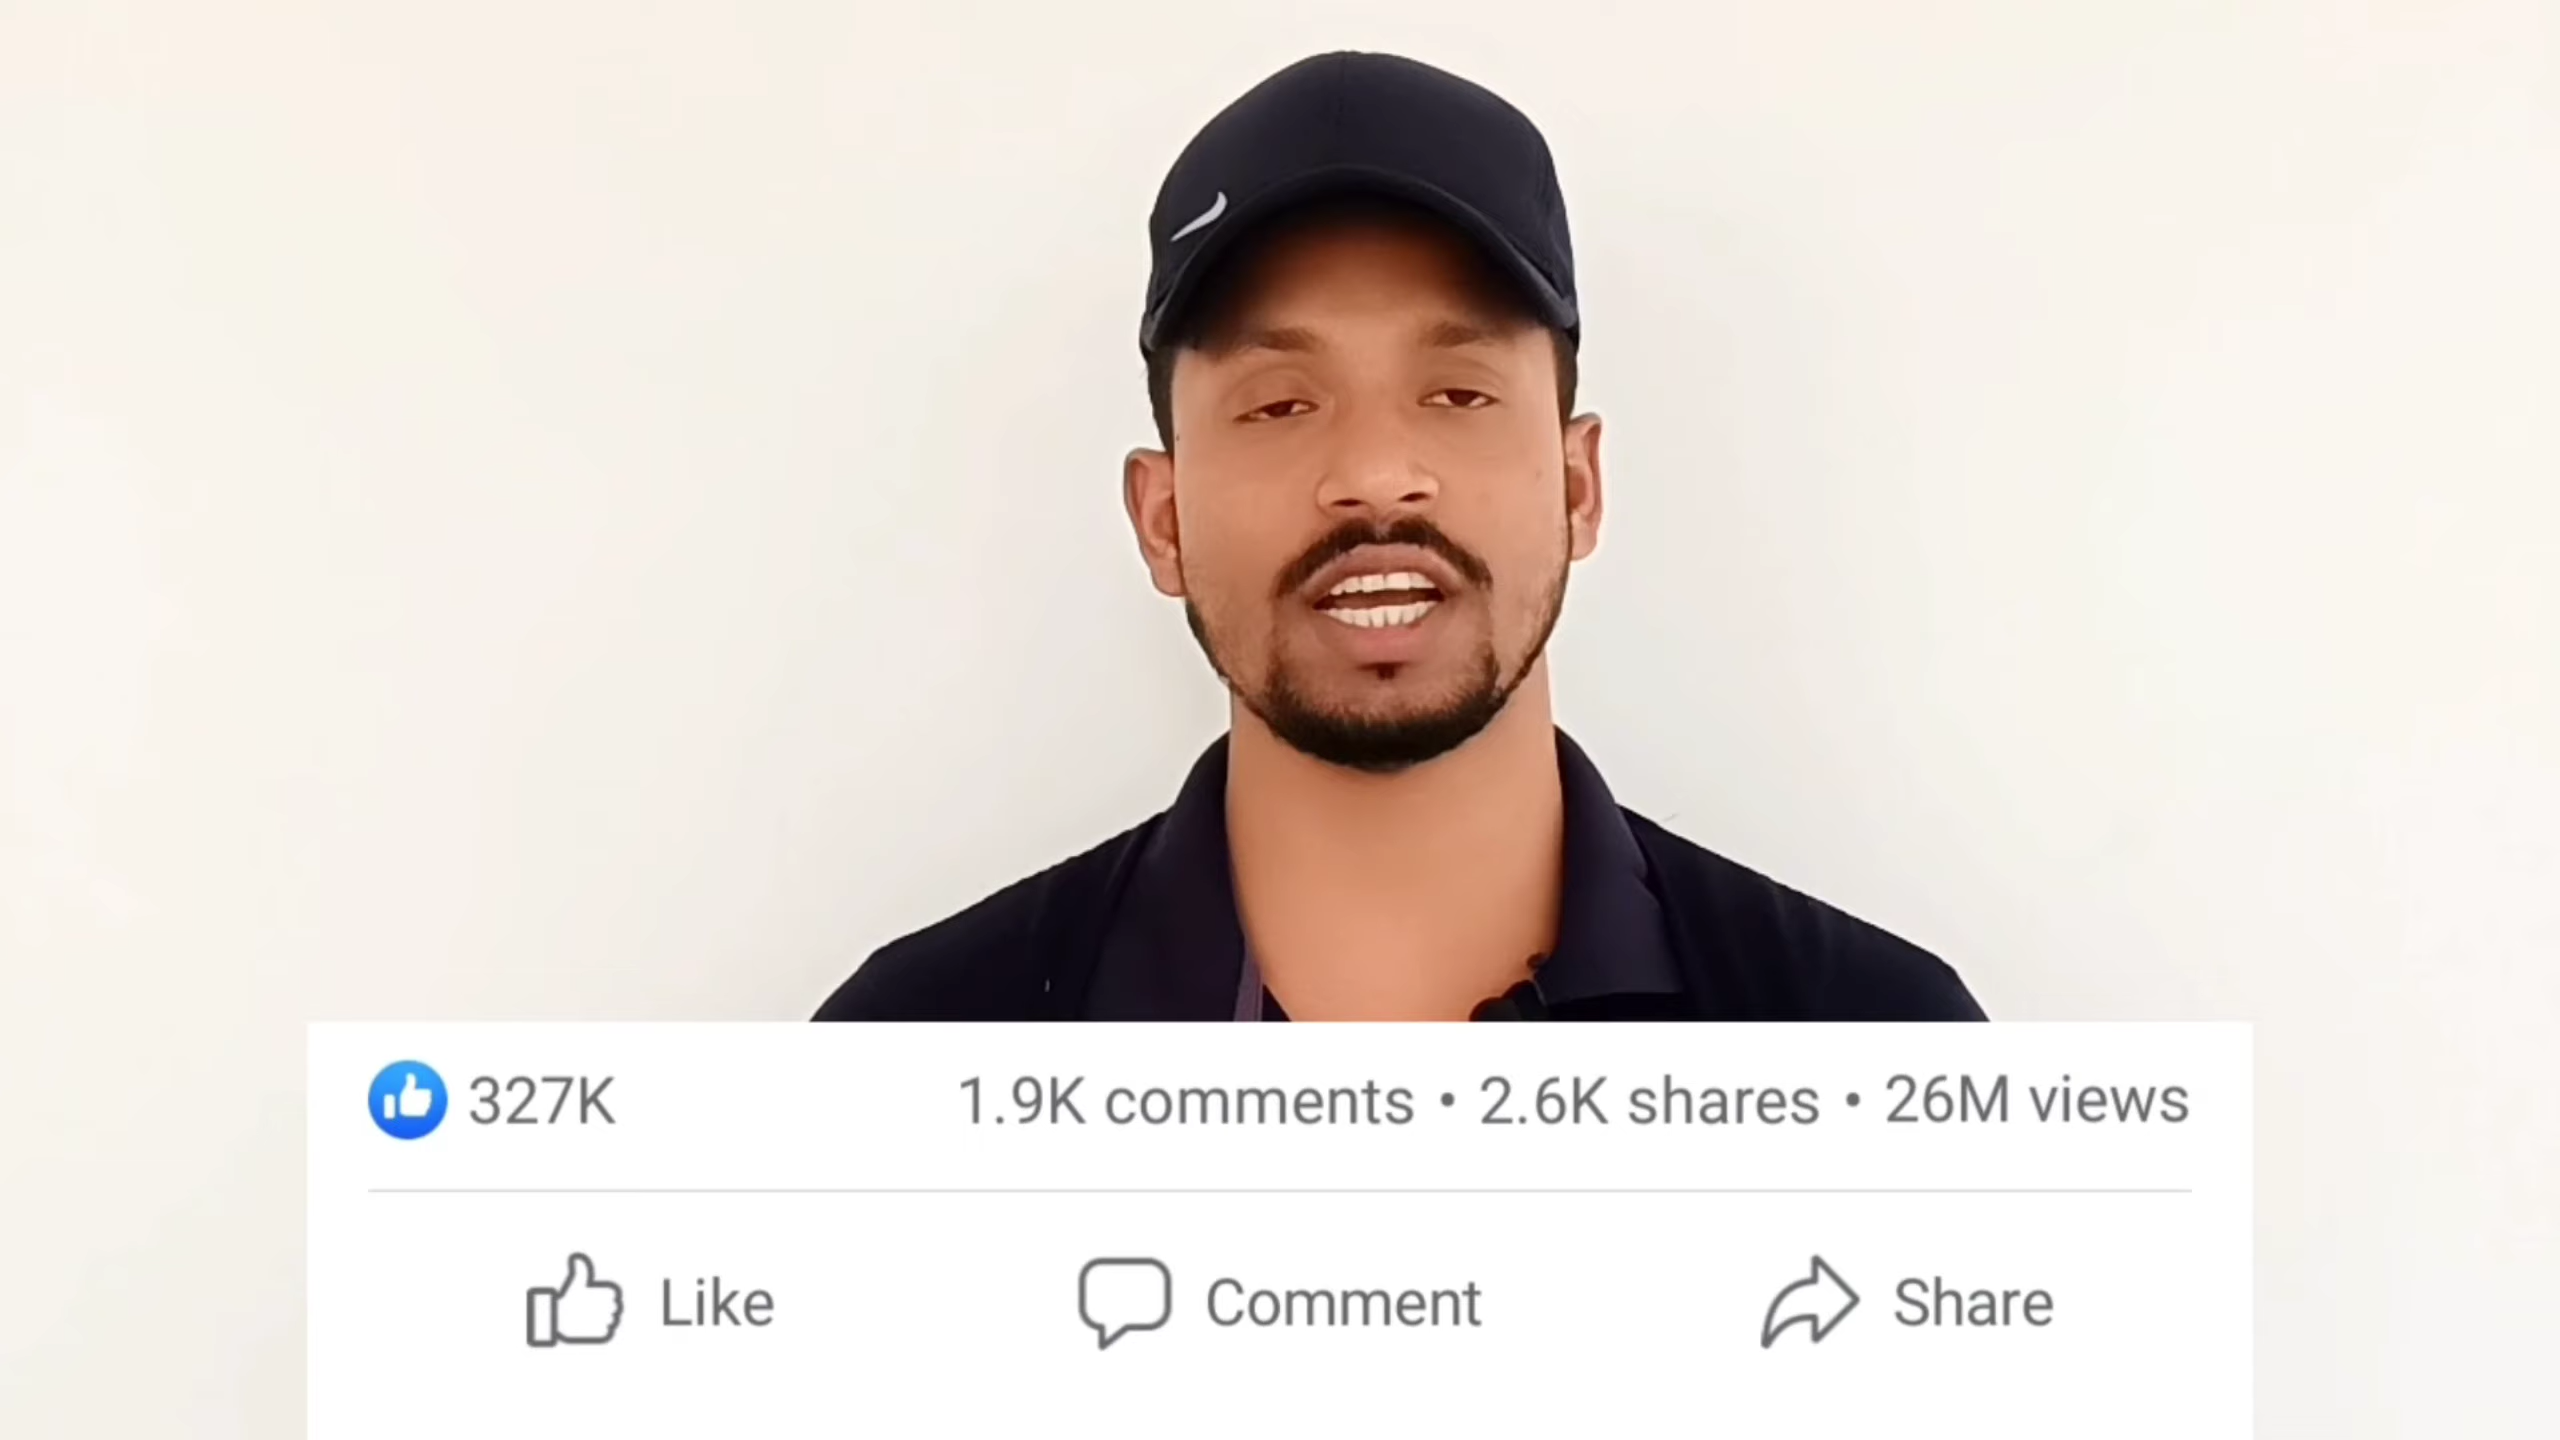 327K 1.9K comments • 2.6K shares • 26M views
Like Comment Share